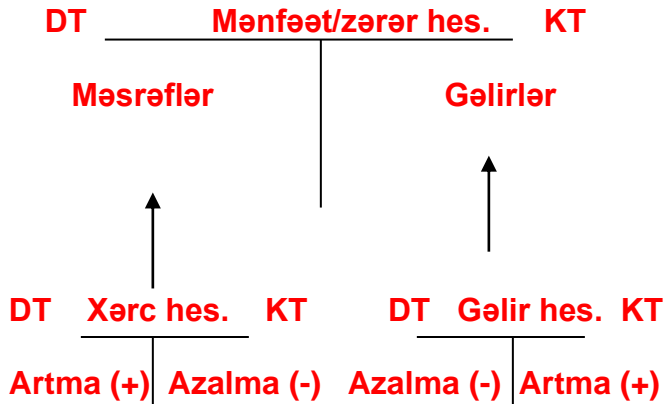 DT Mənfəət/zərər hes. KT
Məsrəflər Gəlirlər
DT Xərc hes. KT DT Gəlir hes. KT
Artma (+) Azalma (-) Azalma (-) Artma (+)